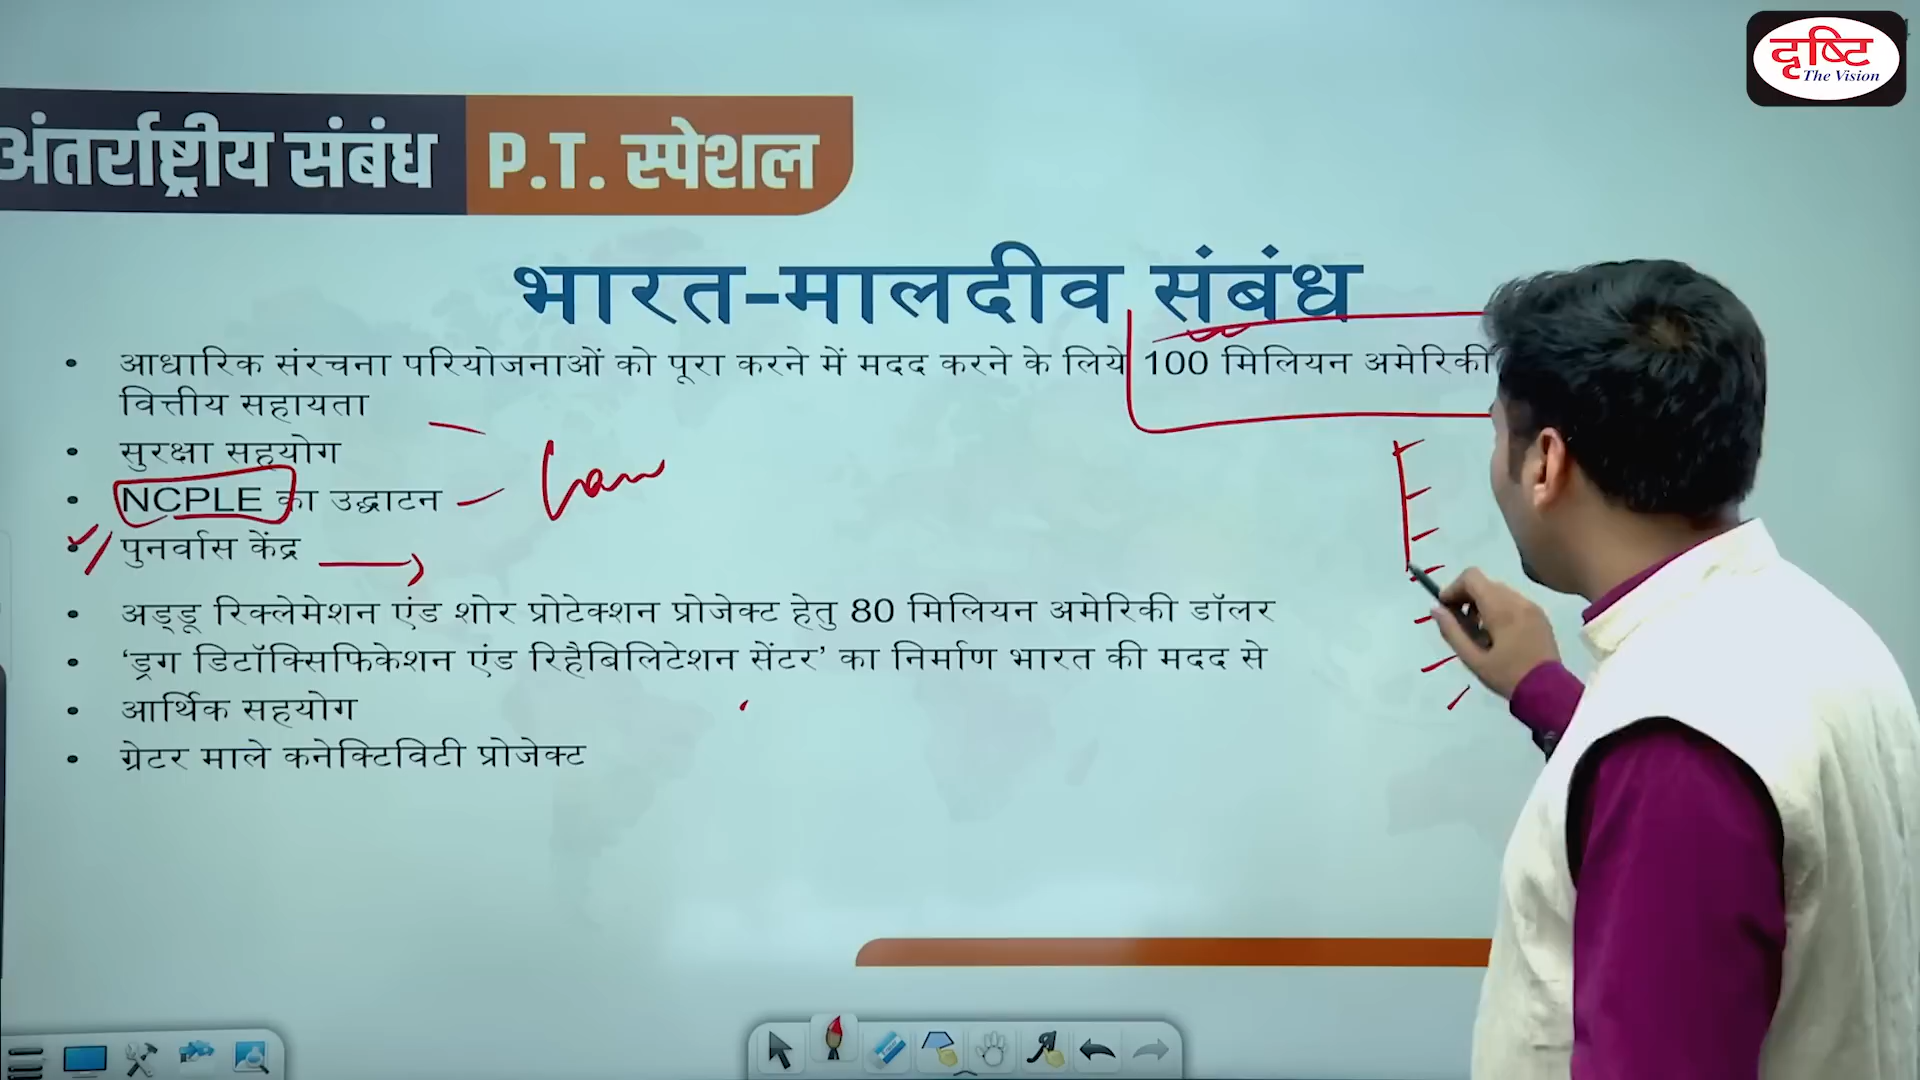 दृष्टि
The Vision
अंतर्राष्ट्रीय संबंध P.T. स्पेशल
भारत-मालदीव संबंध
• आधारिक संरचना परियोजनाओं को पूरा करने में मदद करने के लिये 100 मिलियन अमेरिकी
वित्तीय सहायता
• सुरक्षा सहयोग
• NCPLE का उद्घाटन
• पुनर्वास केंद्र
• अड्डू रिक्लेमेशन एंड शोर प्रोटेक्शन प्रोजेक्ट हेतु 80 मिलियन अमेरिकी डॉलर
• ‘ड्रग डिटॉक्सिफिकेशन एंड रिहैबिलिटेशन सेंटर’ का निर्माण भारत की मदद से
• आर्थिक सहयोग
• ग्रेटर माले कनेक्टिविटी प्रोजेक्ट